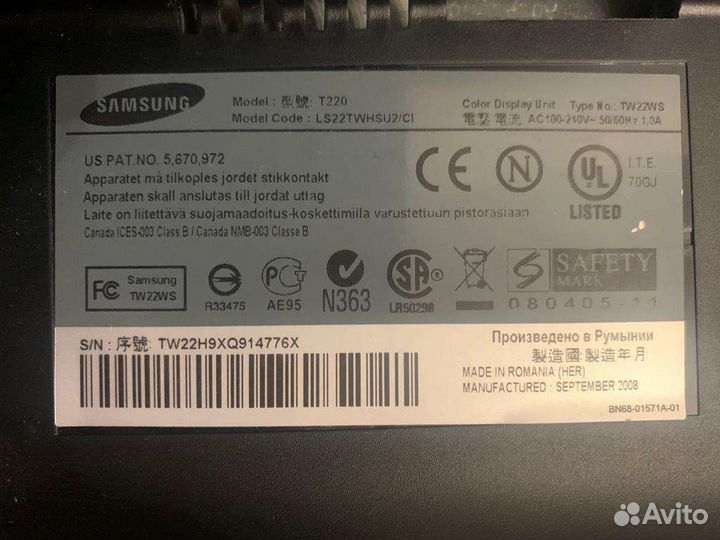 SAMSUNG
Model : 型號: T220
Model Code : LS22TWHSU2/CI
Color Display Unit Type No.: TW22WS
電壓 電流 AC100-210V~ 50/60Hz 1.0A
US PAT.NO. 5,670,972
Apparatet må tilkoples jordet stikkontakt
Apparaten skall anslutas till jordat uttag
Laite on liitettävä suojamaadoitus-koskettimilla varustettuun pistorasiaan
Canada ICES-003 Class B / Canada NMB-003 Classe B
CE
N
UL
LISTED
I.T.E.
70GJ
FC
Samsung
TW22WS
R33475
AE95
N363
SA
LR50298
S
SAFETY
MARK
080405-11
S/N : 序號: TW22H9XQ914776X
Произведено в Румынии
製造國:製造年月
MADE IN ROMANIA (HER)
MANUFACTURED : SEPTEMBER 2008
BN68-01571A-01
Avito